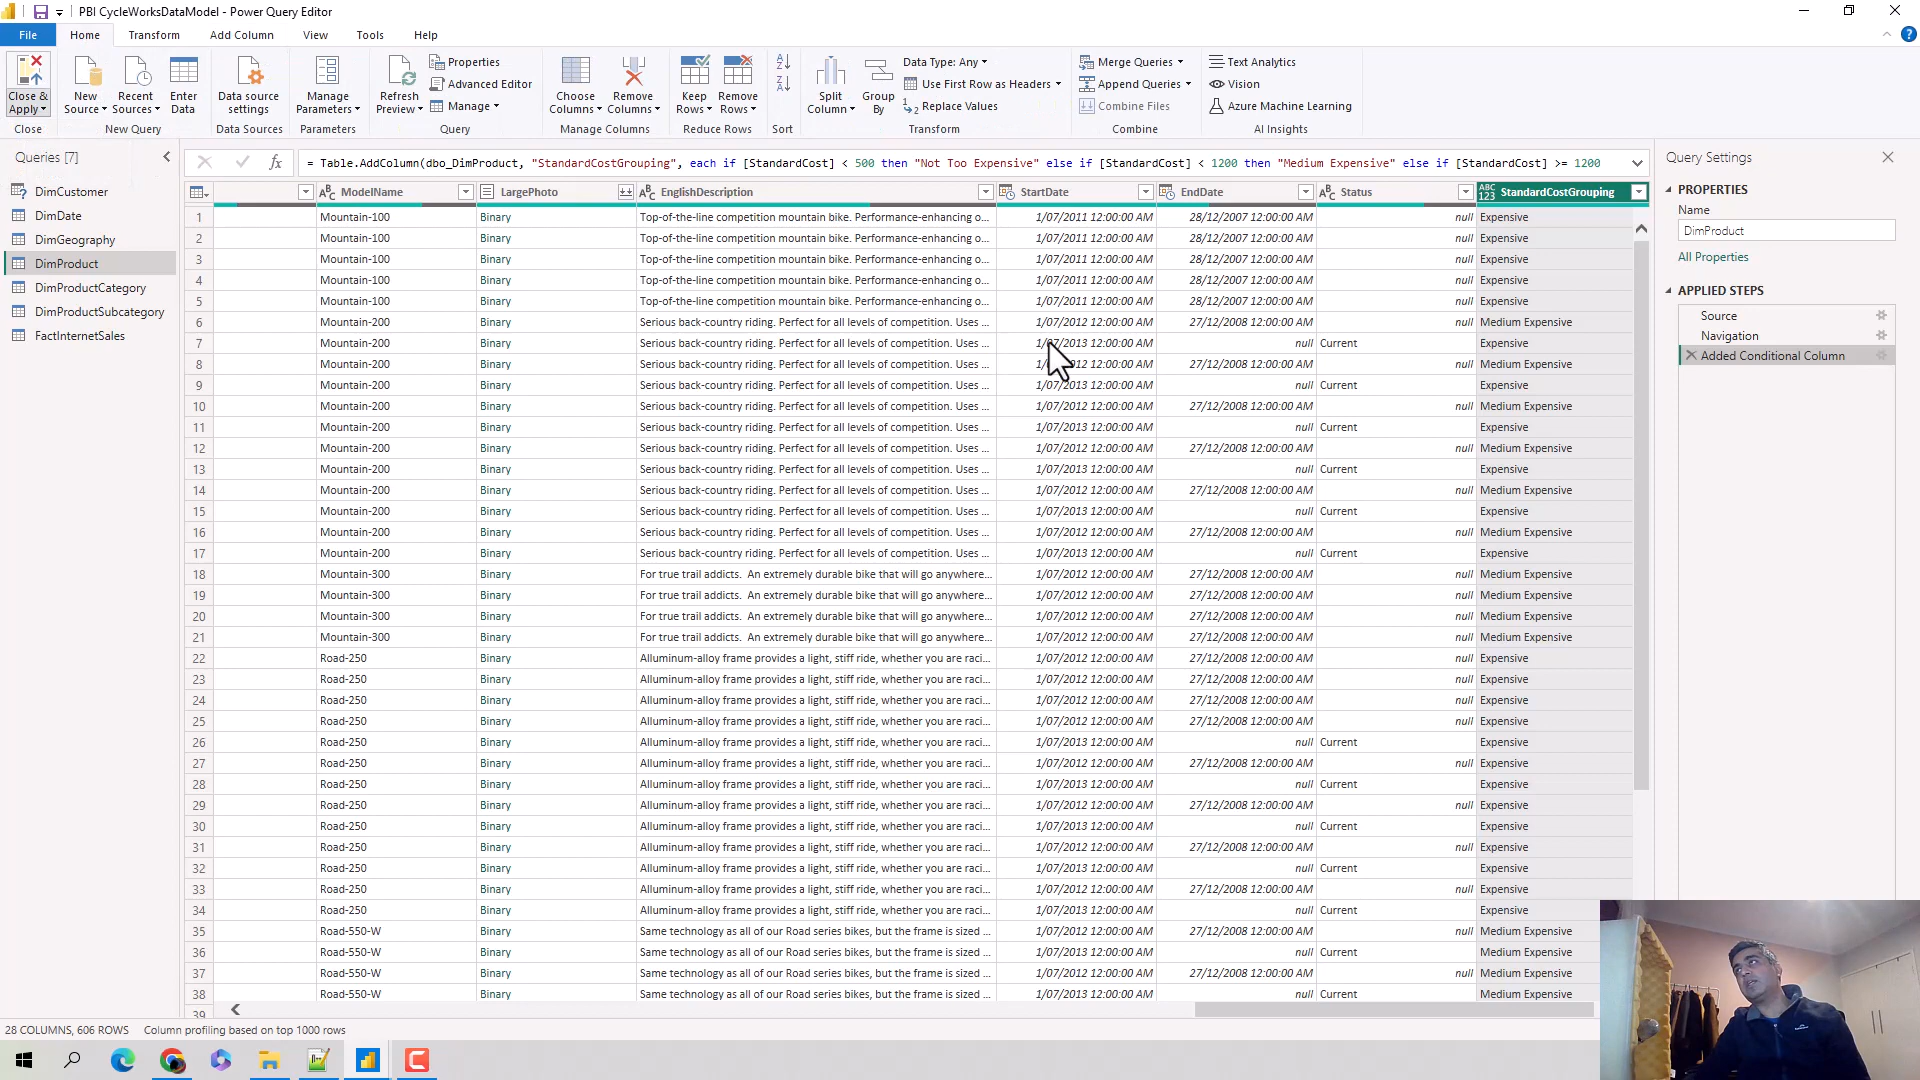 PBI CycleWorksDataModel - Power Query Editor
File Home Transform Add Column View Tools Help
Close & Apply
Close
New Source
Recent Sources
Enter Data
New Query
Data source settings
Data Sources
Manage Parameters
Parameters
Refresh Preview
Properties
Advanced Editor
Manage
Query
Choose Columns
Remove Columns
Manage Columns
Keep Rows
Remove Rows
Reduce Rows
Sort
Split Column
Group By
Data Type: Any
Use First Row as Headers
Replace Values
Transform
Merge Queries
Append Queries
Combine Files
Combine
Text Analytics
Vision
Azure Machine Learning
AI Insights
Queries [7]
DimCustomer
DimDate
DimGeography
DimProduct
DimProductCategory
DimProductSubcategory
FactInternetSales
= Table.AddColumn(dbo_DimProduct, "StandardCostGrouping", each if [StandardCost] < 500 then "Not Too Expensive" else if [StandardCost] < 1200 then "Medium Expensive" else if [StandardCost] >= 1200
ModelName LargePhoto EnglishDescription StartDate EndDate Status StandardCostGrouping
1 Mountain-100 Binary Top-of-the-line competition mountain bike. Performance-enhancing o... 1/07/2011 12:00:00 AM 28/12/2007 12:00:00 AM null Expensive
2 Mountain-100 Binary Top-of-the-line competition mountain bike. Performance-enhancing o... 1/07/2011 12:00:00 AM 28/12/2007 12:00:00 AM null Expensive
3 Mountain-100 Binary Top-of-the-line competition mountain bike. Performance-enhancing o... 1/07/2011 12:00:00 AM 28/12/2007 12:00:00 AM null Expensive
4 Mountain-100 Binary Top-of-the-line competition mountain bike. Performance-enhancing o... 1/07/2011 12:00:00 AM 28/12/2007 12:00:00 AM null Expensive
5 Mountain-100 Binary Top-of-the-line competition mountain bike. Performance-enhancing o... 1/07/2011 12:00:00 AM 28/12/2007 12:00:00 AM null Expensive
6 Mountain-200 Binary Serious back-country riding. Perfect for all levels of competition. Uses ... 1/07/2012 12:00:00 AM 27/12/2008 12:00:00 AM null Medium Expensive
7 Mountain-200 Binary Serious back-country riding. Perfect for all levels of competition. Uses ... 1/07/2013 12:00:00 AM null Current Expensive
8 Mountain-200 Binary Serious back-country riding. Perfect for all levels of competition. Uses ... 1/ 2012 12:00:00 AM 27/12/2008 12:00:00 AM null Medium Expensive
9 Mountain-200 Binary Serious back-country riding. Perfect for all levels of competition. Uses ... 1/07/2013 12:00:00 AM null Current Expensive
10 Mountain-200 Binary Serious back-country riding. Perfect for all levels of competition. Uses ... 1/07/2012 12:00:00 AM 27/12/2008 12:00:00 AM null Medium Expensive
11 Mountain-200 Binary Serious back-country riding. Perfect for all levels of competition. Uses ... 1/07/2013 12:00:00 AM null Current Expensive
12 Mountain-200 Binary Serious back-country riding. Perfect for all levels of competition. Uses ... 1/07/2012 12:00:00 AM 27/12/2008 12:00:00 AM null Medium Expensive
13 Mountain-200 Binary Serious back-country riding. Perfect for all levels of competition. Uses ... 1/07/2013 12:00:00 AM null Current Expensive
14 Mountain-200 Binary Serious back-country riding. Perfect for all levels of competition. Uses ... 1/07/2012 12:00:00 AM 27/12/2008 12:00:00 AM null Medium Expensive
15 Mountain-200 Binary Serious back-country riding. Perfect for all levels of competition. Uses ... 1/07/2013 12:00:00 AM null Current Expensive
16 Mountain-200 Binary Serious back-country riding. Perfect for all levels of competition. Uses ... 1/07/2012 12:00:00 AM 27/12/2008 12:00:00 AM null Medium Expensive
17 Mountain-200 Binary Serious back-country riding. Perfect for all levels of competition. Uses ... 1/07/2013 12:00:00 AM null Current Expensive
18 Mountain-300 Binary For true trail addicts. An extremely durable bike that will go anywhere... 1/07/2012 12:00:00 AM 27/12/2008 12:00:00 AM null Medium Expensive
19 Mountain-300 Binary For true trail addicts. An extremely durable bike that will go anywhere... 1/07/2012 12:00:00 AM 27/12/2008 12:00:00 AM null Medium Expensive
20 Mountain-300 Binary For true trail addicts. An extremely durable bike that will go anywhere... 1/07/2012 12:00:00 AM 27/12/2008 12:00:00 AM null Medium Expensive
21 Mountain-300 Binary For true trail addicts. An extremely durable bike that will go anywhere... 1/07/2012 12:00:00 AM 27/12/2008 12:00:00 AM null Medium Expensive
22 Road-250 Binary Alluminum-alloy frame provides a light, stiff ride, whether you are raci... 1/07/2012 12:00:00 AM 27/12/2008 12:00:00 AM null Expensive
23 Road-250 Binary Alluminum-alloy frame provides a light, stiff ride, whether you are raci... 1/07/2012 12:00:00 AM 27/12/2008 12:00:00 AM null Expensive
24 Road-250 Binary Alluminum-alloy frame provides a light, stiff ride, whether you are raci... 1/07/2012 12:00:00 AM 27/12/2008 12:00:00 AM null Expensive
25 Road-250 Binary Alluminum-alloy frame provides a light, stiff ride, whether you are raci... 1/07/2012 12:00:00 AM 27/12/2008 12:00:00 AM null Expensive
26 Road-250 Binary Alluminum-alloy frame provides a light, stiff ride, whether you are raci... 1/07/2013 12:00:00 AM null Current Expensive
27 Road-250 Binary Alluminum-alloy frame provides a light, stiff ride, whether you are raci... 1/07/2012 12:00:00 AM 27/12/2008 12:00:00 AM null Expensive
28 Road-250 Binary Alluminum-alloy frame provides a light, stiff ride, whether you are raci... 1/07/2013 12:00:00 AM null Current Expensive
29 Road-250 Binary Alluminum-alloy frame provides a light, stiff ride, whether you are raci... 1/07/2012 12:00:00 AM 27/12/2008 12:00:00 AM null Expensive
30 Road-250 Binary Alluminum-alloy frame provides a light, stiff ride, whether you are raci... 1/07/2013 12:00:00 AM null Current Expensive
31 Road-250 Binary Alluminum-alloy frame provides a light, stiff ride, whether you are raci... 1/07/2012 12:00:00 AM 27/12/2008 12:00:00 AM null Expensive
32 Road-250 Binary Alluminum-alloy frame provides a light, stiff ride, whether you are raci... 1/07/2013 12:00:00 AM null Current Expensive
33 Road-250 Binary Alluminum-alloy frame provides a light, stiff ride, whether you are raci... 1/07/2012 12:00:00 AM 27/12/2008 12:00:00 AM null Expensive
34 Road-250 Binary Alluminum-alloy frame provides a light, stiff ride, whether you are raci... 1/07/2013 12:00:00 AM null Current Expensive
35 Road-550-W Binary Same technology as all of our Road series bikes, but the frame is sized ... 1/07/2012 12:00:00 AM 27/12/2008 12:00:00 AM null Medium Expensive
36 Road-550-W Binary Same technology as all of our Road series bikes, but the frame is sized ... 1/07/2013 12:00:00 AM null Current Medium Expensive
37 Road-550-W Binary Same technology as all of our Road series bikes, but the frame is sized ... 1/07/2012 12:00:00 AM 27/12/2008 12:00:00 AM null Medium Expensive
38 Road-550-W Binary Same technology as all of our Road series bikes, but the frame is sized ... 1/07/2013 12:00:00 AM null Current Medium Expensive
39
Query Settings
PROPERTIES
Name
DimProduct
All Properties
APPLIED STEPS
Source
Navigation
Added Conditional Column
28 COLUMNS, 606 ROWS Column profiling based on top 1000 rows